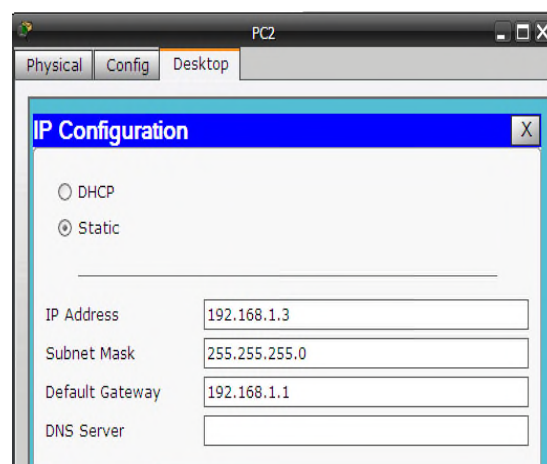 PC2
Physical Config Desktop
IP Configuration X
DHCP
Static
IP Address 192.168.1.3
Subnet Mask 255.255.255.0
Default Gateway 192.168.1.1
DNS Server